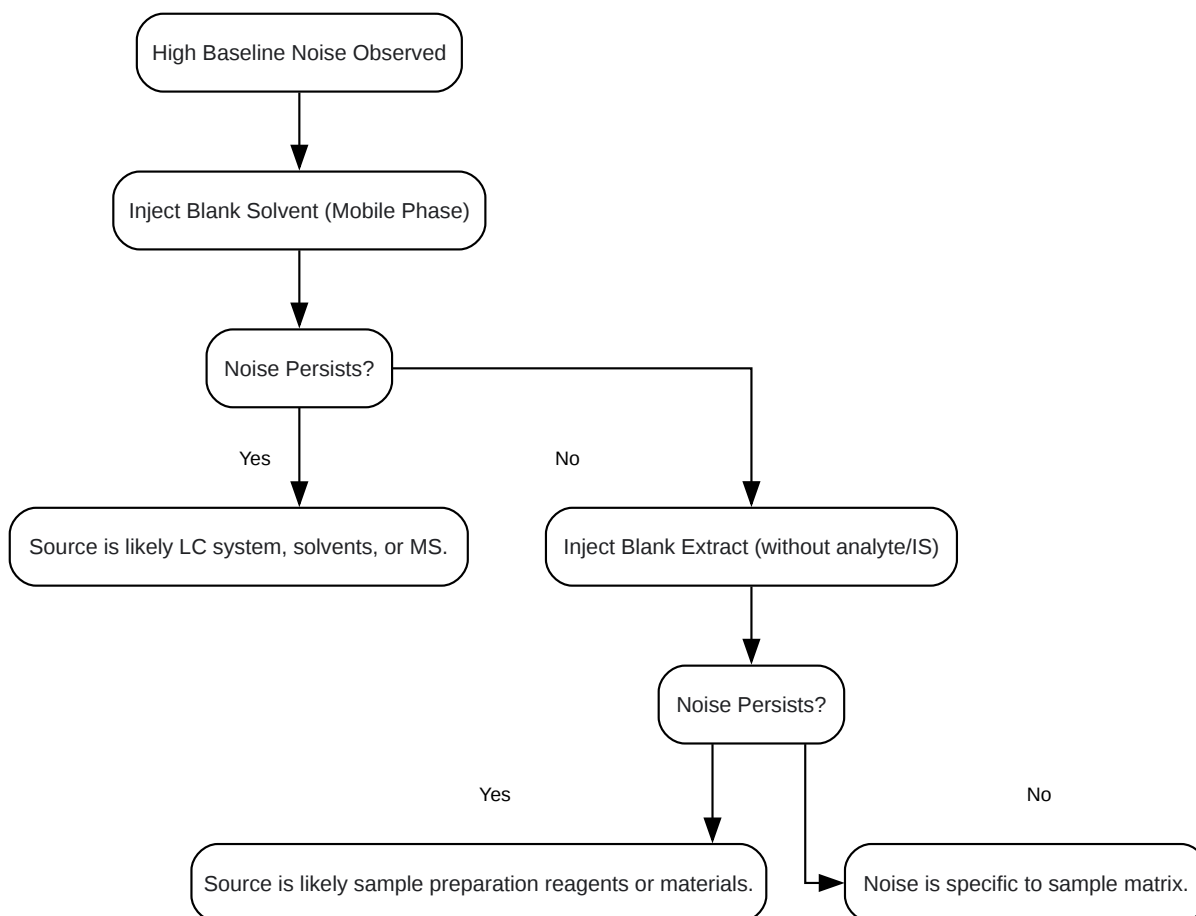 High Baseline Noise Observed
Inject Blank Solvent (Mobile Phase)
Noise Persists?
Yes
No
Source is likely LC system, solvents, or MS.
Inject Blank Extract (without analyte/IS)
Noise Persists?
Yes
No
Source is likely sample preparation reagents or materials.
Noise is specific to sample matrix.